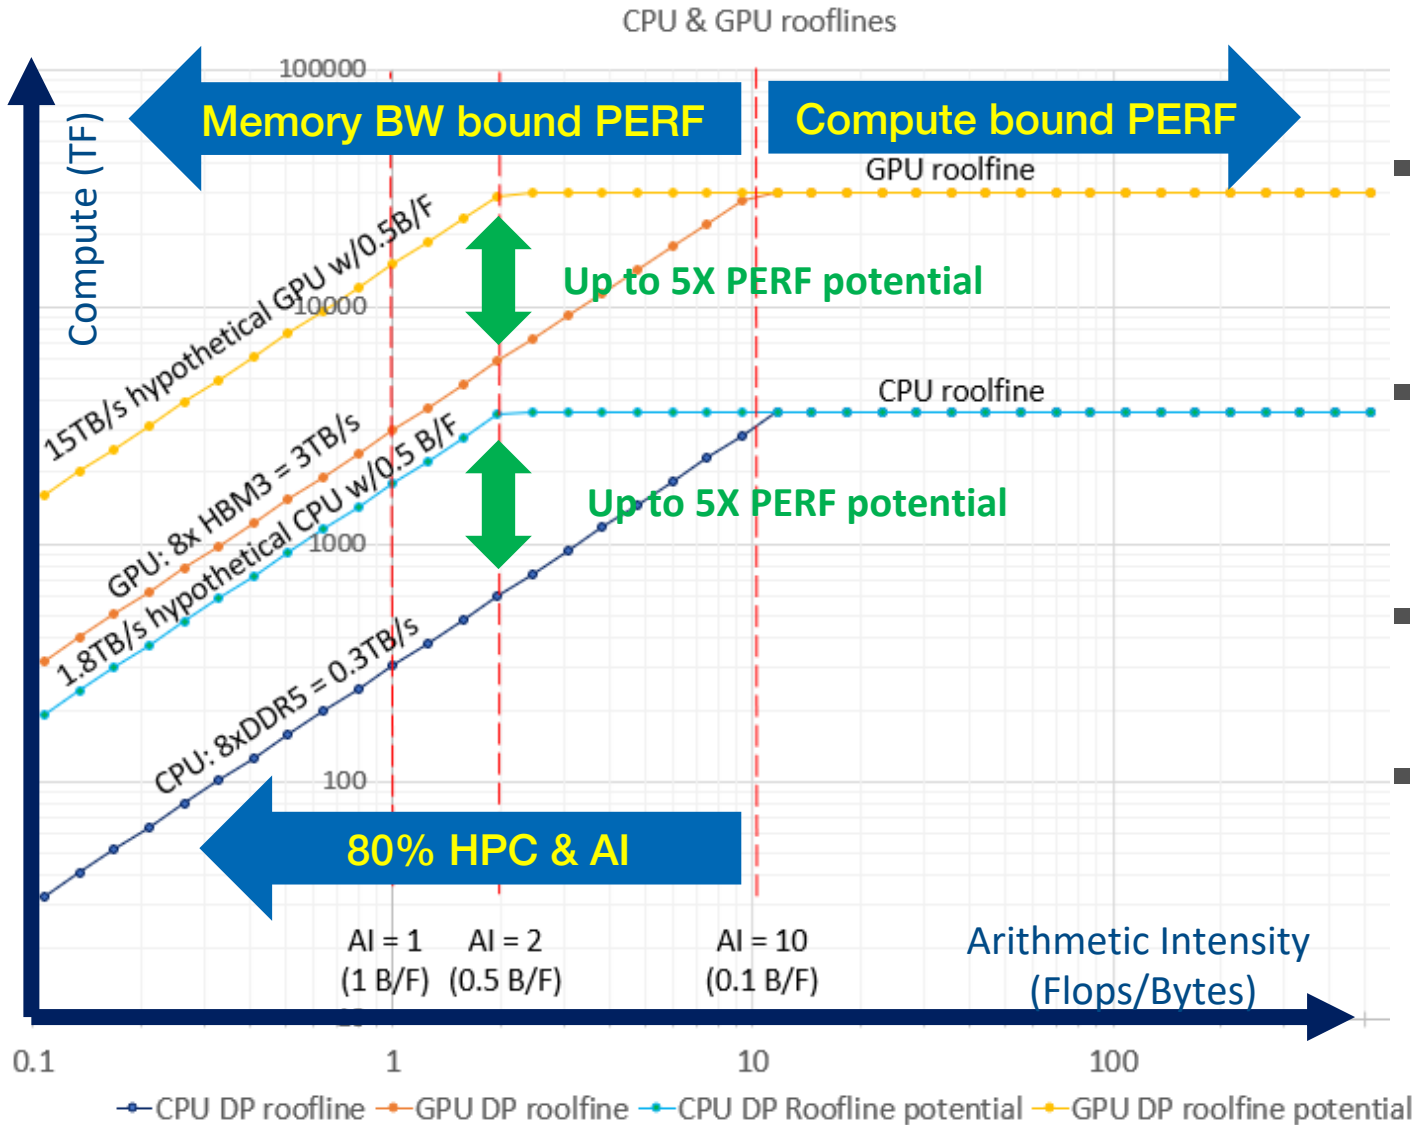 CPU & GPU rooflines
100000
Memory BW bound PERF
Compute bound PERF
Compute (TF)
GPU roolfine
15TB/s hypothetical GPU w/0.5B/F
Up to 5X PERF potential
10000
CPU roolfine
GPU: 8x HBM3 = 3TB/s
1.8TB/s hypothetical CPU w/0.5 B/F
Up to 5X PERF potential
1000
CPU: 8xDDR5 = 0.3TB/s
100
80% HPC & AI
AI = 1
(1 B/F)
AI = 2
(0.5 B/F)
AI = 10
(0.1 B/F)
Arithmetic Intensity
(Flops/Bytes)
0.1 1 10 100
CPU DP roofline GPU DP roolfine CPU DP Roofline potential GPU DP roolfine potential